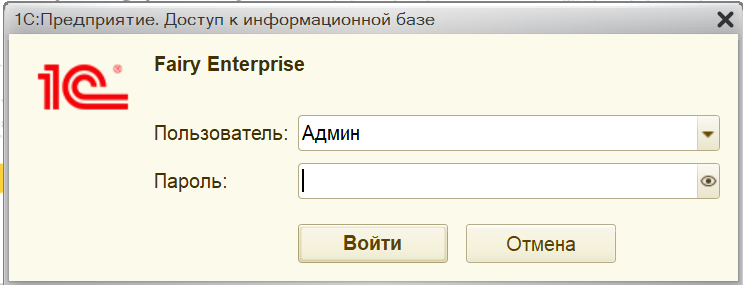 1С:Предприятие. Доступ к информационной базе
1С®
Fairy Enterprise
Пользователь: Админ
Пароль:
Войти Отмена